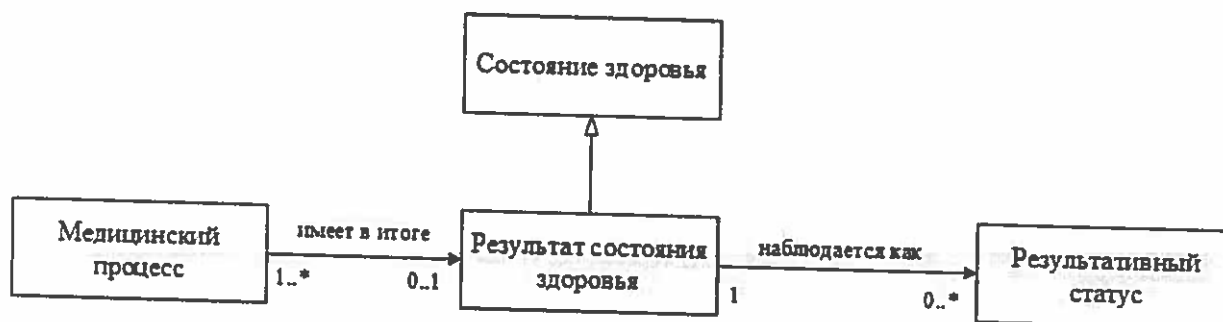 Состояние здоровья
Медицинский
процесс
имеет в итоге
1..*
0..1
Результат состояния
здоровья
наблюдается как
1
0..*
Результативный
статус